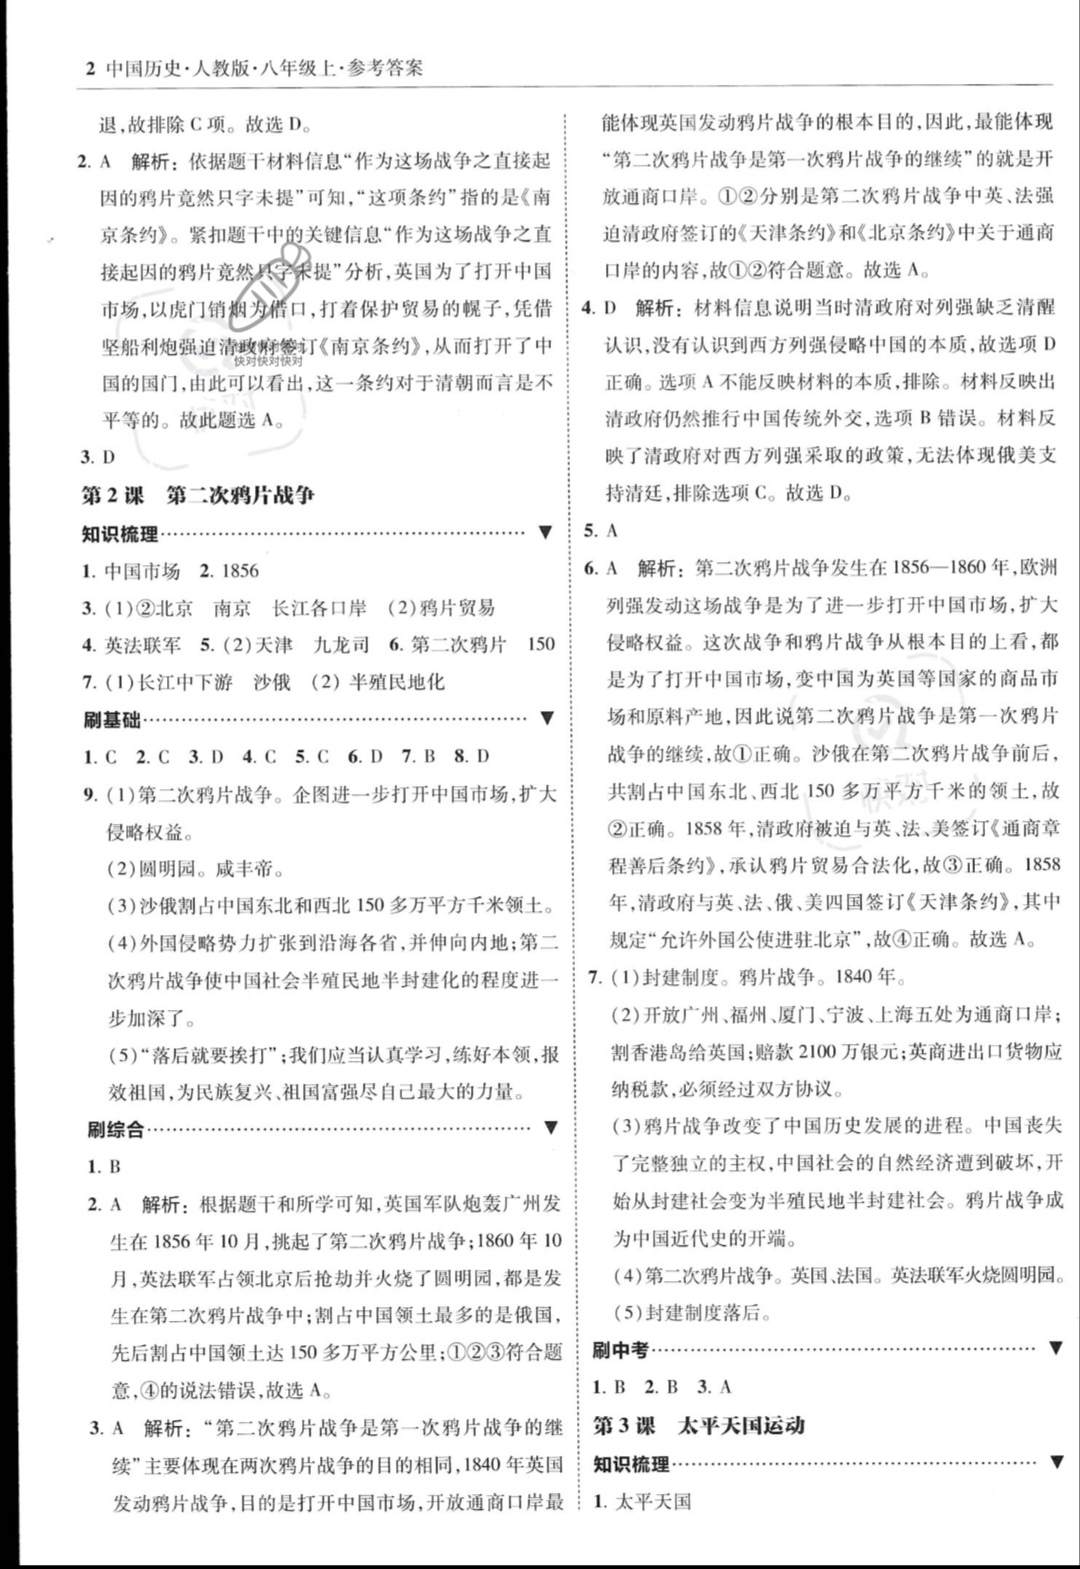 2 中国历史·人教版·八年级上·参考答案
退,故排除 C 项。故选 D。
2. A 解析: 依据题干材料信息“作为这场战争之直接起
因的鸦片竟然只字未提”可知,“这项条约”指的是《南
京条约》。紧扣题干中的关键信息“作为这场战争之直
接起因的鸦片竟然只字未提”分析,英国为了打开中国
市场,以虎门销烟为借口,打着保护贸易的幌子,凭借
坚船利炮强迫清政府签订《南京条约》,从而打开了中
国的国门,由此可以看出,这一条约对于清朝而言是不
平等的。故此题选 A。
3. D
第 2 课 第二次鸦片战争
知识梳理 ▼
1. 中国市场 2. 1856
3. (1)②北京 南京 长江各口岸 (2)鸦片贸易
4. 英法联军 5. (2)天津 九龙司 6. 第二次鸦片 150
7. (1)长江中下游 沙俄 (2) 半殖民地化
刷基础 ▼
1. C 2. C 3. D 4. C 5. C 6. D 7. B 8. D
9. (1)第二次鸦片战争。企图进一步打开中国市场,扩大
侵略权益。
(2)圆明园。咸丰帝。
(3)沙俄割占中国东北和西北 150 多万平方千米领土。
(4)外国侵略势力扩张到沿海各省,并伸向内地;第二
次鸦片战争使中国社会半殖民地半封建化的程度进一
步加深了。
(5)“落后就要挨打”;我们应当认真学习,练好本领,报
效祖国,为民族复兴、祖国富强尽自己最大的力量。
刷综合 ▼
1. B
2. A 解析: 根据题干和所学可知,英国军队炮轰广州发
生在 1856 年 10 月,挑起了第二次鸦片战争;1860 年 10
月,英法联军占领北京后抢劫并火烧了圆明园,都是发
生在第二次鸦片战争中;割占中国领土最多的是俄国,
先后割占中国领土达 150 多万平方公里;①②③符合题
意,④的说法错误,故选 A。
3. A 解析: “第二次鸦片战争是第一次鸦片战争的继
续”主要体现在两次鸦片战争的目的相同,1840 年英国
发动鸦片战争,目的是打开中国市场,开放通商口岸最
能体现英国发动鸦片战争的根本目的,因此,最能体现
“第二次鸦片战争是第一次鸦片战争的继续”的就是开
放通商口岸。①②分别是第二次鸦片战争中英、法强
迫清政府签订的《天津条约》和《北京条约》中关于通商
口岸的内容,故①②符合题意。故选 A。
4. D 解析: 材料信息说明当时清政府对列强缺乏清醒
认识,没有认识到西方列强侵略中国的本质,故选项 D
正确。选项 A 不能反映材料的本质,排除。材料反映出
清政府仍然推行中国传统外交,选项 B 错误。材料反
映了清政府对西方列强采取的政策,无法体现俄美支
持清廷,排除选项 C。故选 D。
5. A
6. A 解析: 第二次鸦片战争发生在 1856—1860 年,欧洲
列强发动这场战争是为了进一步打开中国市场,扩大
侵略权益。这次战争和鸦片战争从根本目的上看,都
是为了打开中国市场,变中国为英国等国家的商品市
场和原料产地,因此说第二次鸦片战争是第一次鸦片
战争的继续,故①正确。沙俄在第二次鸦片战争前后,
共割占中国东北、西北 150 多万平方千米的领土,故
②正确。1858 年,清政府被迫与英、法、美签订《通商章
程善后条约》,承认鸦片贸易合法化,故③正确。1858
年,清政府与英、法、俄、美四国签订《天津条约》,其中
规定“允许外国公使进驻北京”,故④正确。故选 A。
7. (1)封建制度。鸦片战争。1840 年。
(2)开放广州、福州、厦门、宁波、上海五处为通商口岸;
割香港岛给英国;赔款 2100 万银元;英商进出口货物应
纳税款,必须经过双方协议。
(3)鸦片战争改变了中国历史发展的进程。中国丧失
了完整独立的主权,中国社会的自然经济遭到破坏,开
始从封建社会变为半殖民地半封建社会。鸦片战争成
为中国近代史的开端。
(4)第二次鸦片战争。英国、法国。英法联军火烧圆明园。
(5)封建制度落后。
刷中考 ▼
1. B 2. B 3. A
第 3 课 太平天国运动
知识梳理 ▼
1. 太平天国